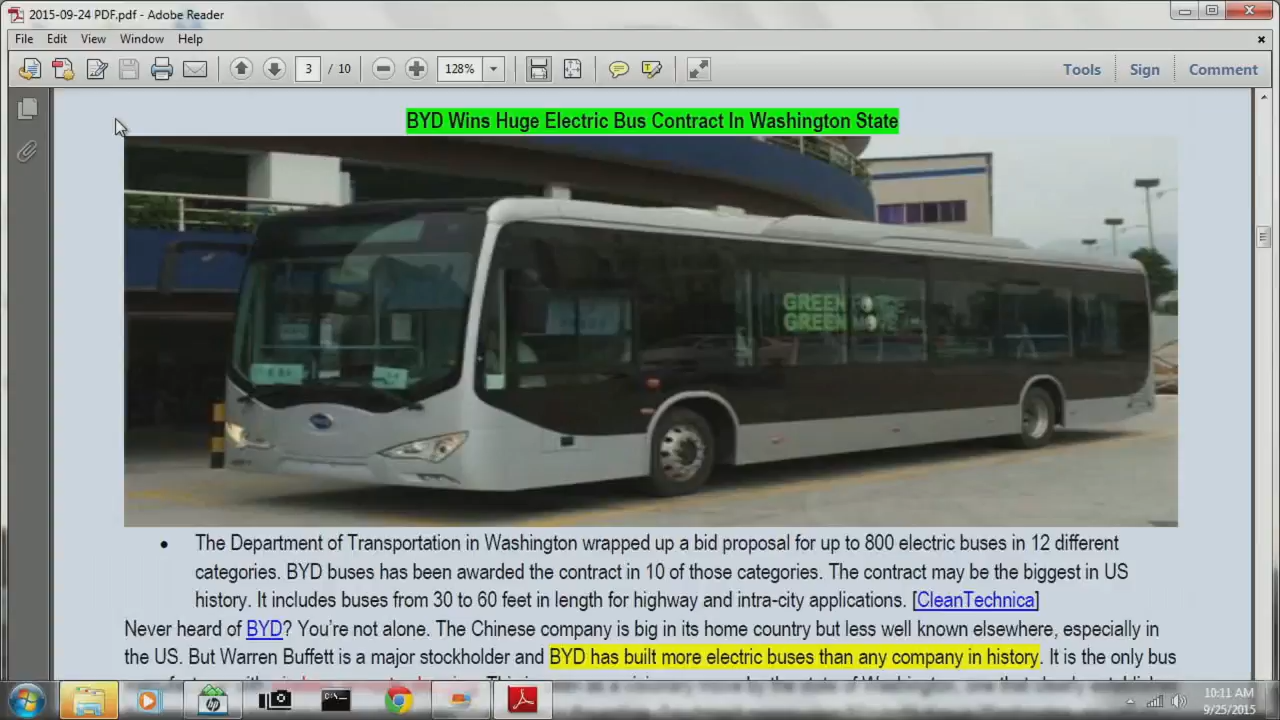 2015-09-24 PDF.pdf - Adobe Reader
File Edit View Window Help
3 / 10 128% Tools Sign Comment
BYD Wins Huge Electric Bus Contract In Washington State
GREEN
GREEN
The Department of Transportation in Washington wrapped up a bid proposal for up to 800 electric buses in 12 different
categories. BYD buses has been awarded the contract in 10 of those categories. The contract may be the biggest in US
history. It includes buses from 30 to 60 feet in length for highway and intra-city applications. [CleanTechnica]
Never heard of BYD? You're not alone. The Chinese company is big in its home country but less well known elsewhere, especially in
the US. But Warren Buffett is a major stockholder and BYD has built more electric buses than any company in history. It is the only bus
10:11 AM
9/25/2015